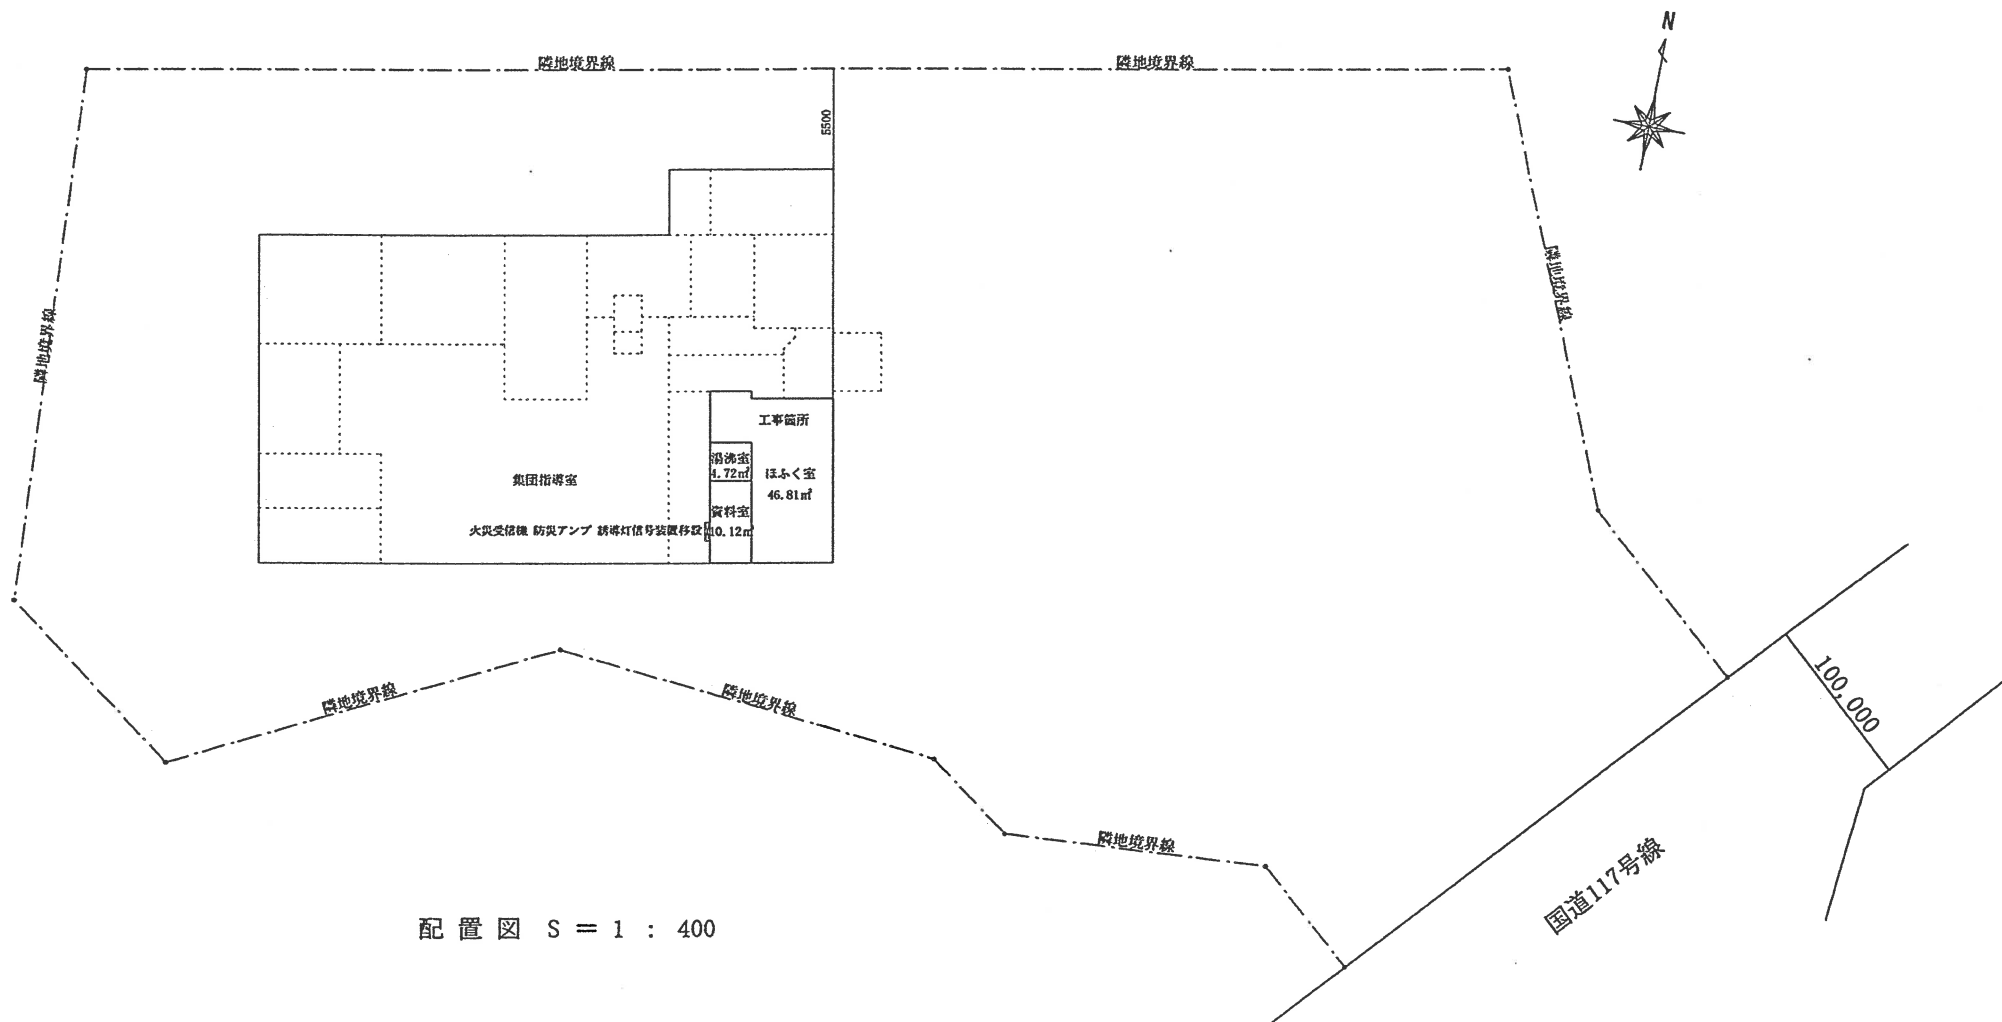 N
隣地境界線
隣地境界線
5500
隣地境界線
隣地境界線
工事箇所
湯沸室
4.72㎡
ほふく室
46.81㎡
集団指導室
資料室
10.12㎡
火災受信機 防災アンプ 誘導灯信号装置移設
100,000
隣地境界線
隣地境界線
隣地境界線
国道117号線
配置図 S=1:400